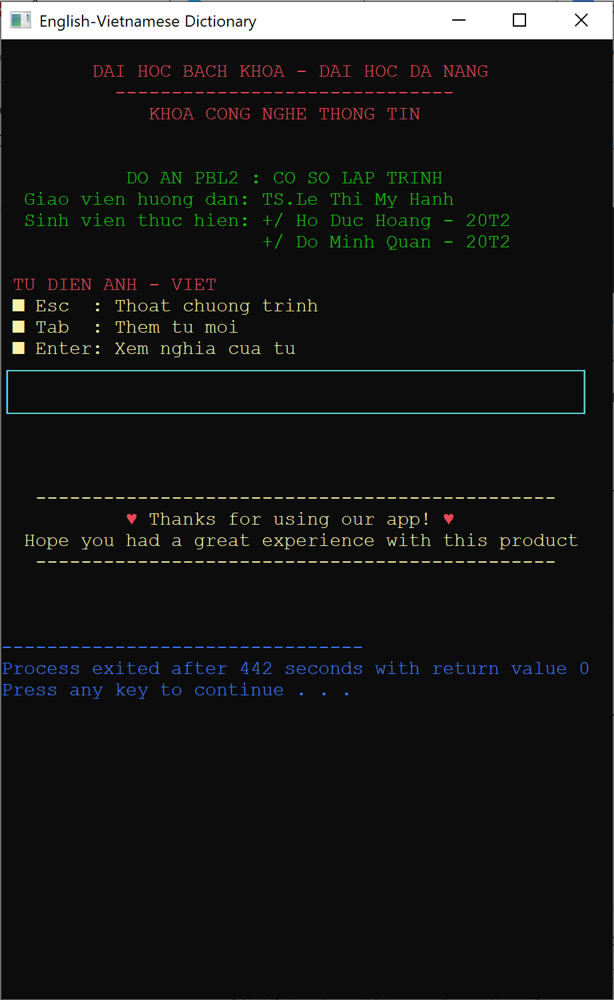 English-Vietnamese Dictionary
DAI HOC BACH KHOA - DAI HOC DA NANG
------------------------------
KHOA CONG NGHE THONG TIN
DO AN PBL2 : CO SO LAP TRINH
Giao vien huong dan: TS.Le Thi My Hanh
Sinh vien thuc hien: +/ Ho Duc Hoang - 20T2
+/ Do Minh Quan - 20T2
TU DIEN ANH - VIET
■ Esc : Thoat chuong trinh
■ Tab : Them tu moi
■ Enter: Xem nghia cua tu
----------------------------------------------
♥ Thanks for using our app! ♥
Hope you had a great experience with this product
----------------------------------------------
--------------------------------
Process exited after 442 seconds with return value 0
Press any key to continue . . .